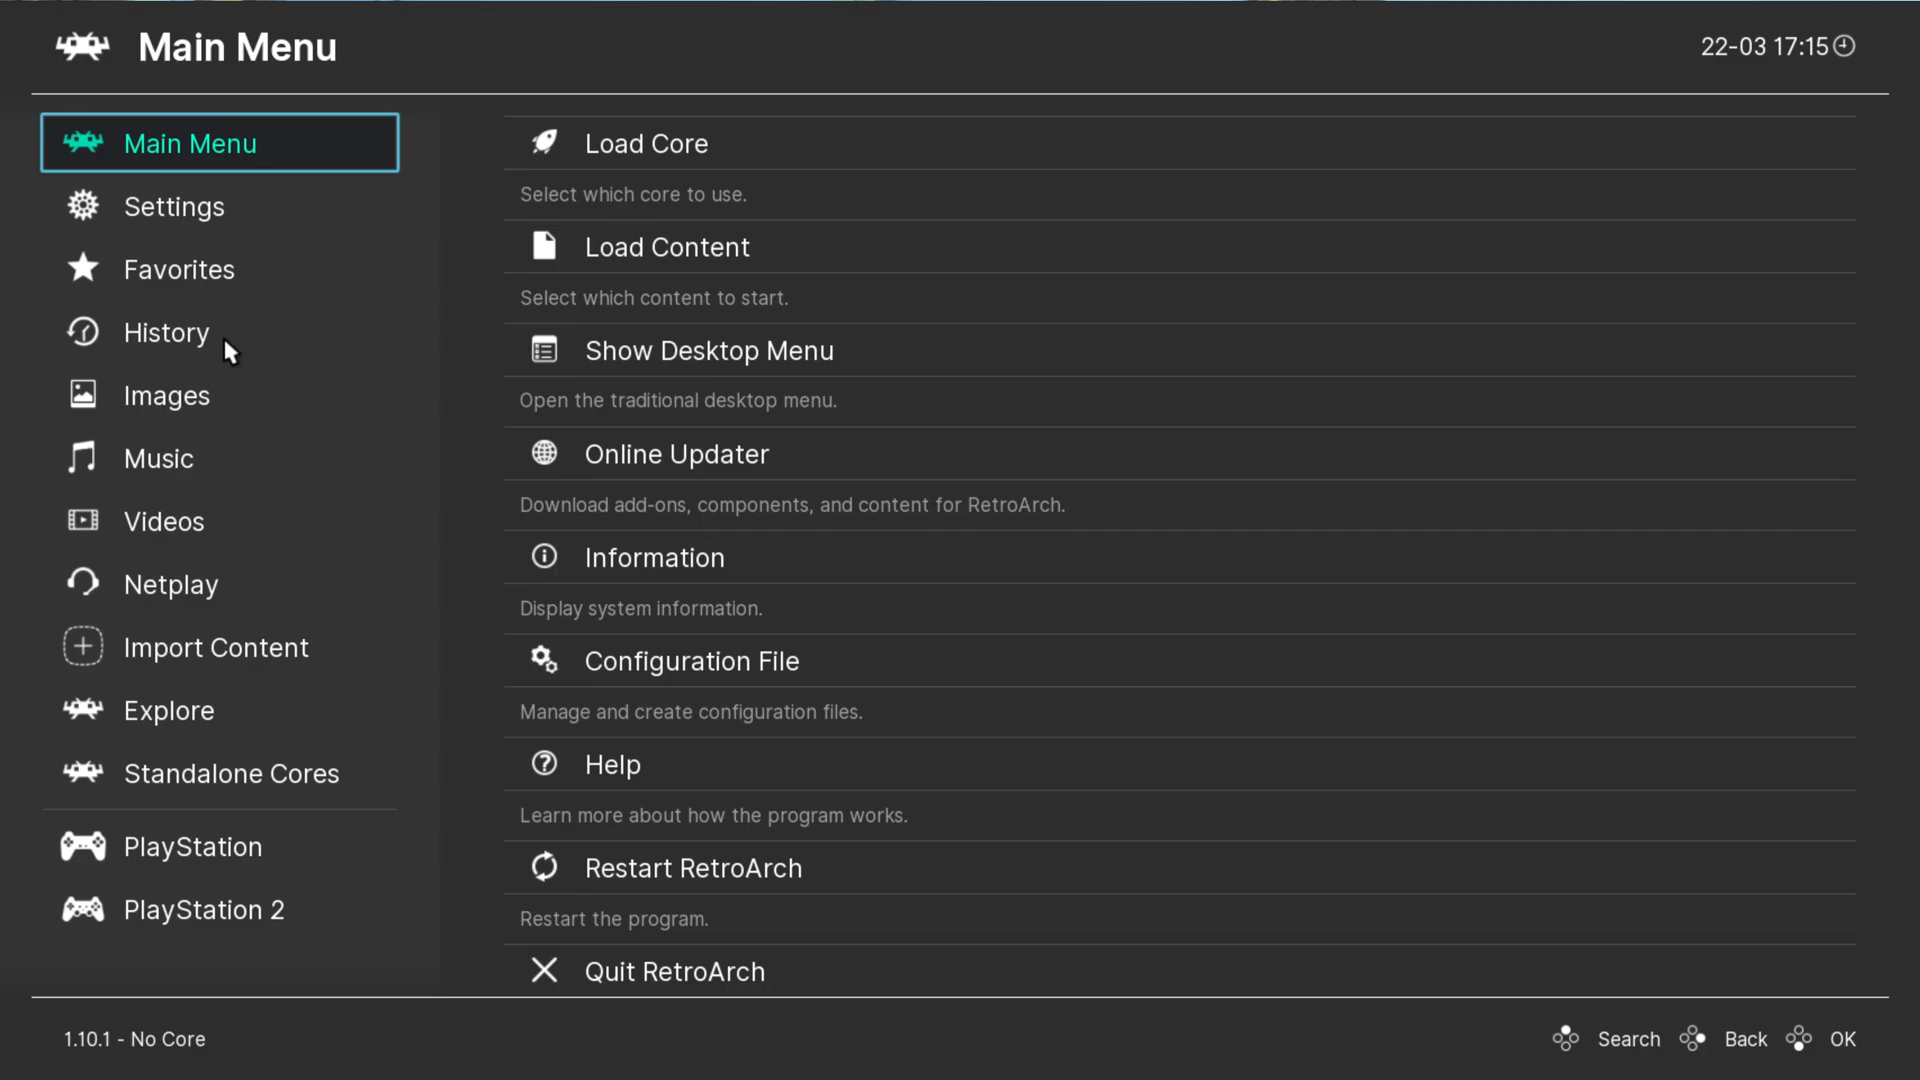 Main Menu
22-03 17:15
Main Menu
Settings
Favorites
History
Images
Music
Videos
Netplay
Import Content
Explore
Standalone Cores
PlayStation
PlayStation 2
Load Core
Select which core to use.
Load Content
Select which content to start.
Show Desktop Menu
Open the traditional desktop menu.
Online Updater
Download add-ons, components, and content for RetroArch.
Information
Display system information.
Configuration File
Manage and create configuration files.
Help
Learn more about how the program works.
Restart RetroArch
Restart the program.
Quit RetroArch
1.10.1 - No Core
Search Back OK